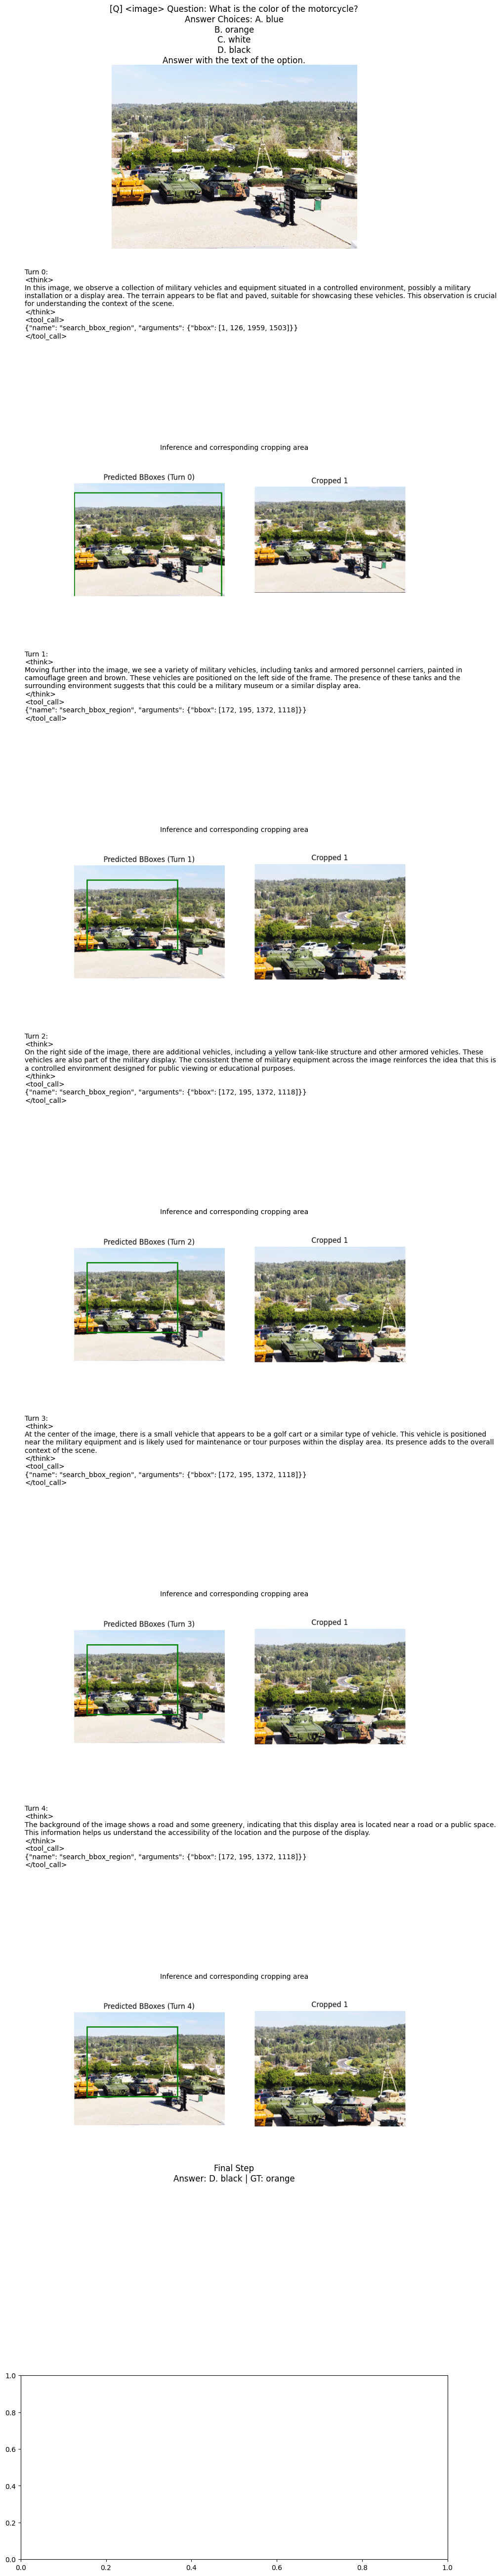 [Q] <image> Question: What is the color of the motorcycle?
Answer Choices: A. blue
B. orange
C. white
D. black
Answer with the text of the option.
Turn 0:
<think>
In this image, we observe a collection of military vehicles and equipment situated in a controlled environment, possibly a military
installation or a display area. The terrain appears to be flat and paved, suitable for showcasing these vehicles. This observation is crucial
for understanding the context of the scene.
</think>
<tool_call>
{"name": "search_bbox_region", "arguments": {"bbox": [1, 126, 1959, 1503]}}
</tool_call>
Inference and corresponding cropping area
Predicted BBoxes (Turn 0)
Cropped 1
Turn 1:
<think>
Moving further into the image, we see a variety of military vehicles, including tanks and armored personnel carriers, painted in
camouflage green and brown. These vehicles are positioned on the left side of the frame. The presence of these tanks and the
surrounding environment suggests that this could be a military museum or a similar display area.
</think>
<tool_call>
{"name": "search_bbox_region", "arguments": {"bbox": [172, 195, 1372, 1118]}}
</tool_call>
Inference and corresponding cropping area
Predicted BBoxes (Turn 1)
Cropped 1
Turn 2:
<think>
On the right side of the image, there are additional vehicles, including a yellow tank-like structure and other armored vehicles. These
vehicles are also part of the military display. The consistent theme of military equipment across the image reinforces the idea that this is
a controlled environment designed for public viewing or educational purposes.
</think>
<tool_call>
{"name": "search_bbox_region", "arguments": {"bbox": [172, 195, 1372, 1118]}}
</tool_call>
Inference and corresponding cropping area
Predicted BBoxes (Turn 2)
Cropped 1
Turn 3:
<think>
At the center of the image, there is a small vehicle that appears to be a golf cart or a similar type of vehicle. This vehicle is positioned
near the military equipment and is likely used for maintenance or tour purposes within the display area. Its presence adds to the overall
context of the scene.
</think>
<tool_call>
{"name": "search_bbox_region", "arguments": {"bbox": [172, 195, 1372, 1118]}}
</tool_call>
Inference and corresponding cropping area
Predicted BBoxes (Turn 3)
Cropped 1
Turn 4:
<think>
The background of the image shows a road and some greenery, indicating that this display area is located near a road or a public space.
This information helps us understand the accessibility of the location and the purpose of the display.
</think>
<tool_call>
{"name": "search_bbox_region", "arguments": {"bbox": [172, 195, 1372, 1118]}}
</tool_call>
Inference and corresponding cropping area
Predicted BBoxes (Turn 4)
Cropped 1
Final Step
Answer: D. black | GT: orange
1.0
0.8
0.6
0.4
0.2
0.0
0.0 0.2 0.4 0.6 0.8 1.0